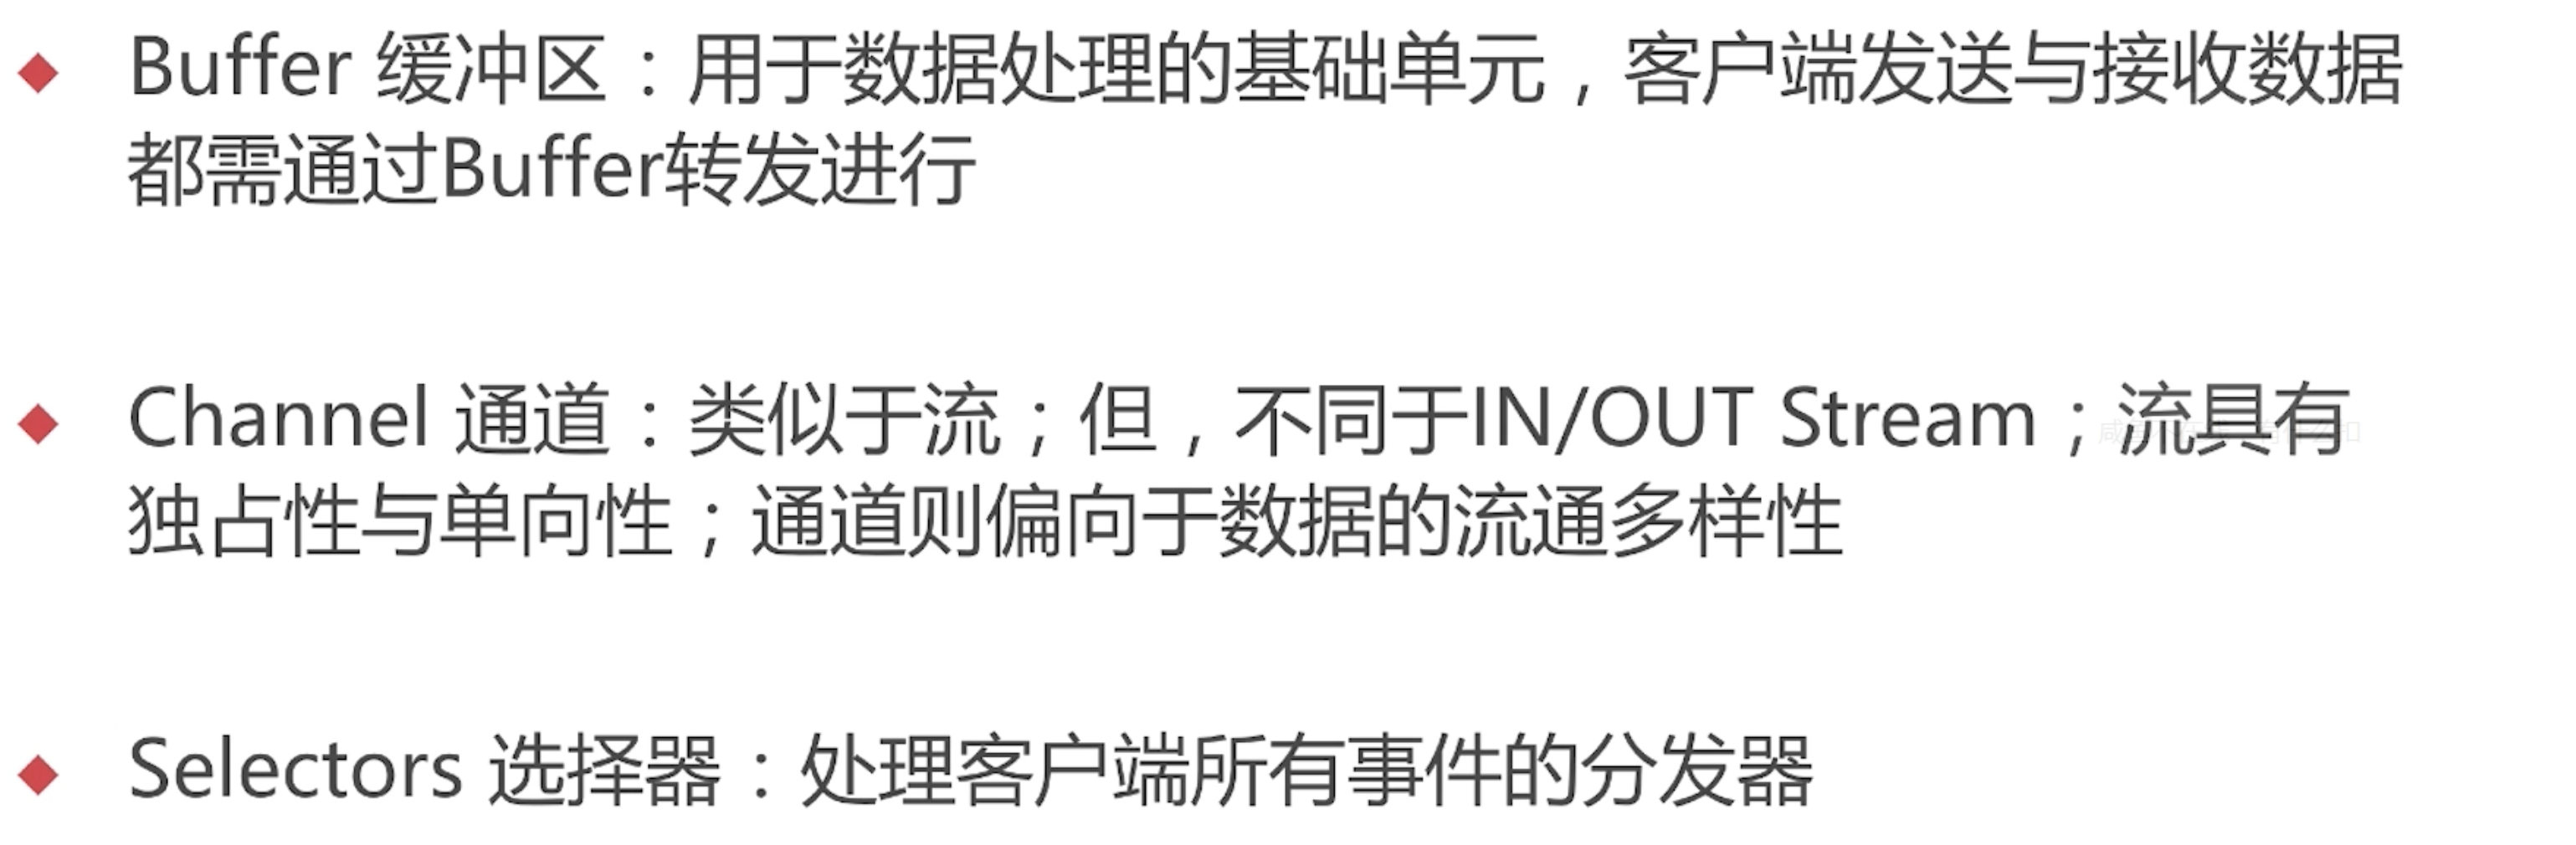 Buffer 缓冲区：用于数据处理的基础单元，客户端发送与接收数据
都需通过Buffer转发进行
Channel 通道：类似于流；但，不同于IN/OUT Stream；流具有
独占性与单向性；通道则偏向于数据的流通多样性
Selectors 选择器：处理客户端所有事件的分发器